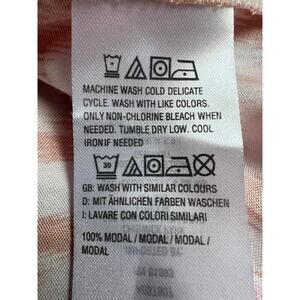 MACHINE WASH COLD DELICATE
CYCLE. WASH WITH LIKE COLORS.
ONLY NON-CHLORINE BLEACH WHEN
NEEDED. TUMBLE DRY LOW. COOL
IRON IF NEEDED
30
GB: WASH WITH SIMILAR COLOURS
D: MIT ÄHNLICHEN FARBEN WASCHEN
I: LAVARE CON COLORI SIMILARI
100% MODAL / MODAL / MODAL /
MODAL